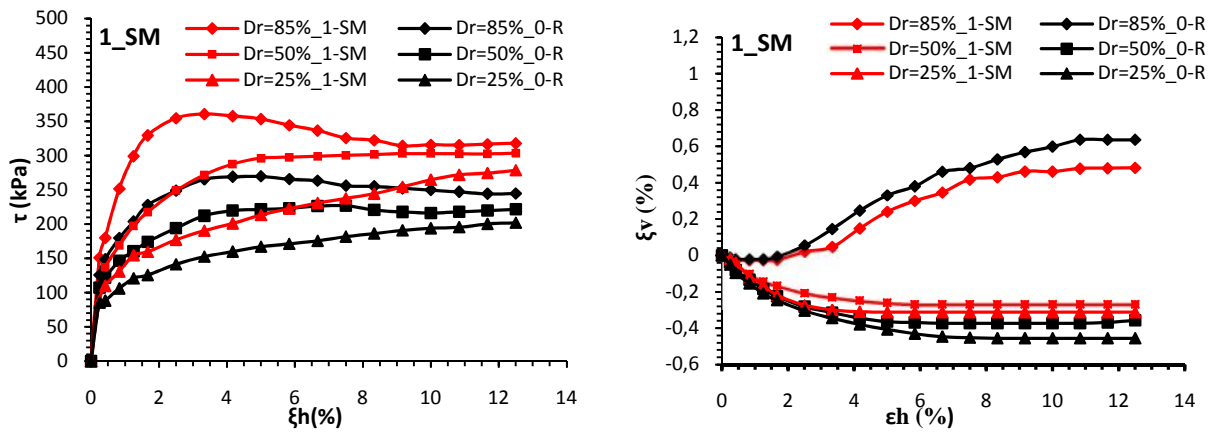 1_SM
Dr=85%_1-SM
Dr=85%_0-R
Dr=50%_1-SM
Dr=50%_0-R
Dr=25%_1-SM
Dr=25%_0-R
τ (kPa)
500
450
400
350
300
250
200
150
100
50
0
0 2 4 6 8 10 12 14
ξh(%)
1_SM
Dr=85%_1-SM
Dr=85%_0-R
Dr=50%_1-SM
Dr=50%_0-R
Dr=25%_1-SM
Dr=25%_0-R
ξv (%)
1,2
1
0,8
0,6
0,4
0,2
0
-0,2
-0,4
-0,6
0 2 4 6 8 10 12 14
εh (%)